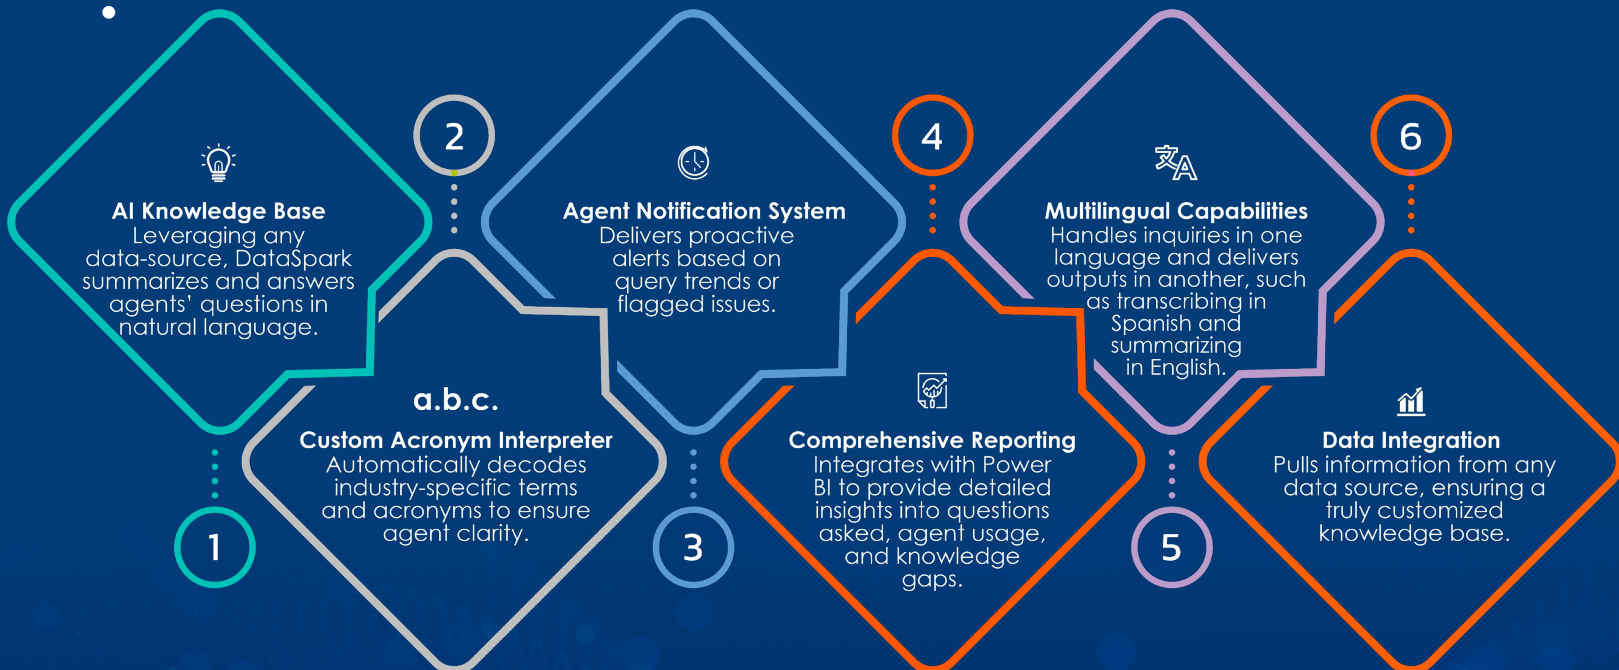 1
AI Knowledge Base
Leveraging any
data-source, DataSpark
summarizes and answers
agents’ questions in
natural language.
2
a.b.c.
Custom Acronym Interpreter
Automatically decodes
industry-specific terms
and acronyms to ensure
agent clarity.
3
Agent Notification System
Delivers proactive
alerts based on
query trends or
flagged issues.
4
Comprehensive Reporting
Integrates with Power
BI to provide detailed
insights into questions
asked, agent usage,
and knowledge
gaps.
5
文A
Multilingual Capabilities
Handles inquiries in one
language and delivers
outputs in another, such
as transcribing in
Spanish and
summarizing
in English.
6
Data Integration
Pulls information from any
data source, ensuring a
truly customized
knowledge base.